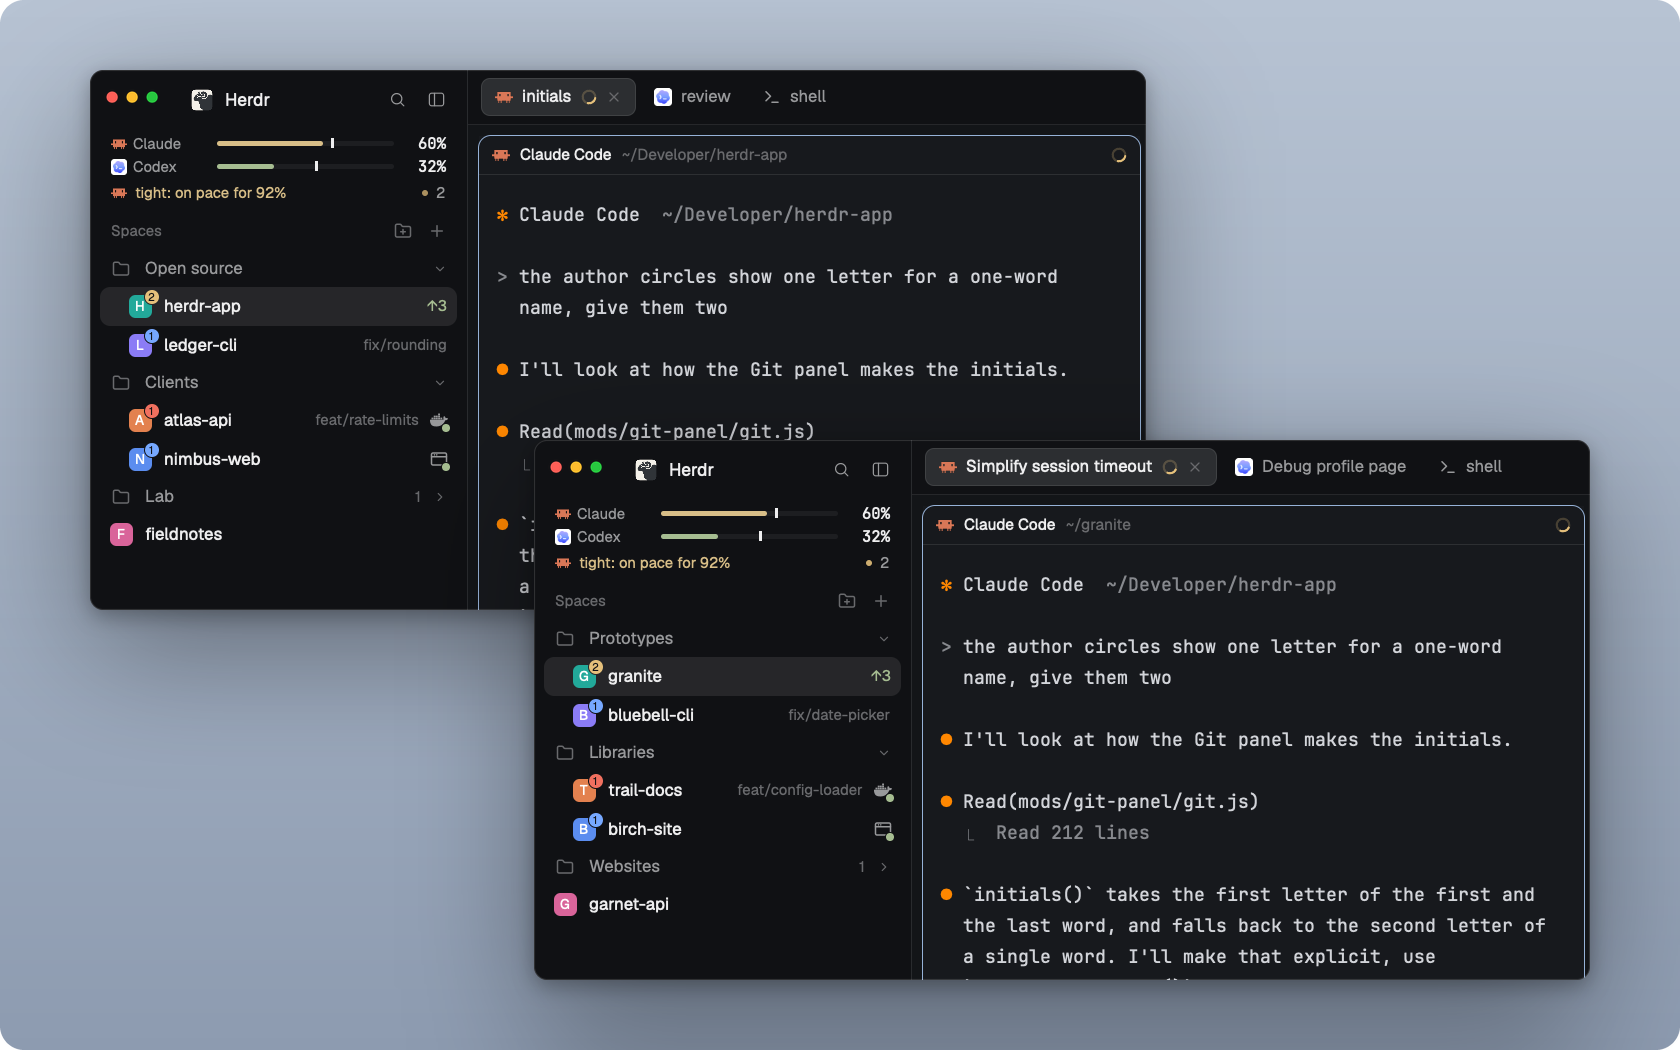 Herdr
Claude 60%
Codex 32%
tight: on pace for 92% 2
Spaces
Open source
H 2 herdr-app ↑3
L 1 ledger-cli fix/rounding
Clients
A 1 atlas-api feat/rate-limits
N 1 nimbus-web
Lab 1
F fieldnotes
initials review shell
Claude Code ~/Developer/herdr-app
Claude Code ~/Developer/herdr-app
> the author circles show one letter for a one-word
name, give them two
I'll look at how the Git panel makes the initials.
Read(mods/git-panel/git.js)
th
a
Herdr
Claude 60%
Codex 32%
tight: on pace for 92% 2
Spaces
Prototypes
G 2 granite ↑3
B 1 bluebell-cli fix/date-picker
Libraries
T 1 trail-docs feat/config-loader
B 1 birch-site
Websites 1
G garnet-api
Simplify session timeout Debug profile page shell
Claude Code ~/granite
Claude Code ~/Developer/herdr-app
> the author circles show one letter for a one-word
name, give them two
I'll look at how the Git panel makes the initials.
Read(mods/git-panel/git.js)
Read 212 lines
`initials()` takes the first letter of the first and
the last word, and falls back to the second letter of
a single word. I'll make that explicit, use